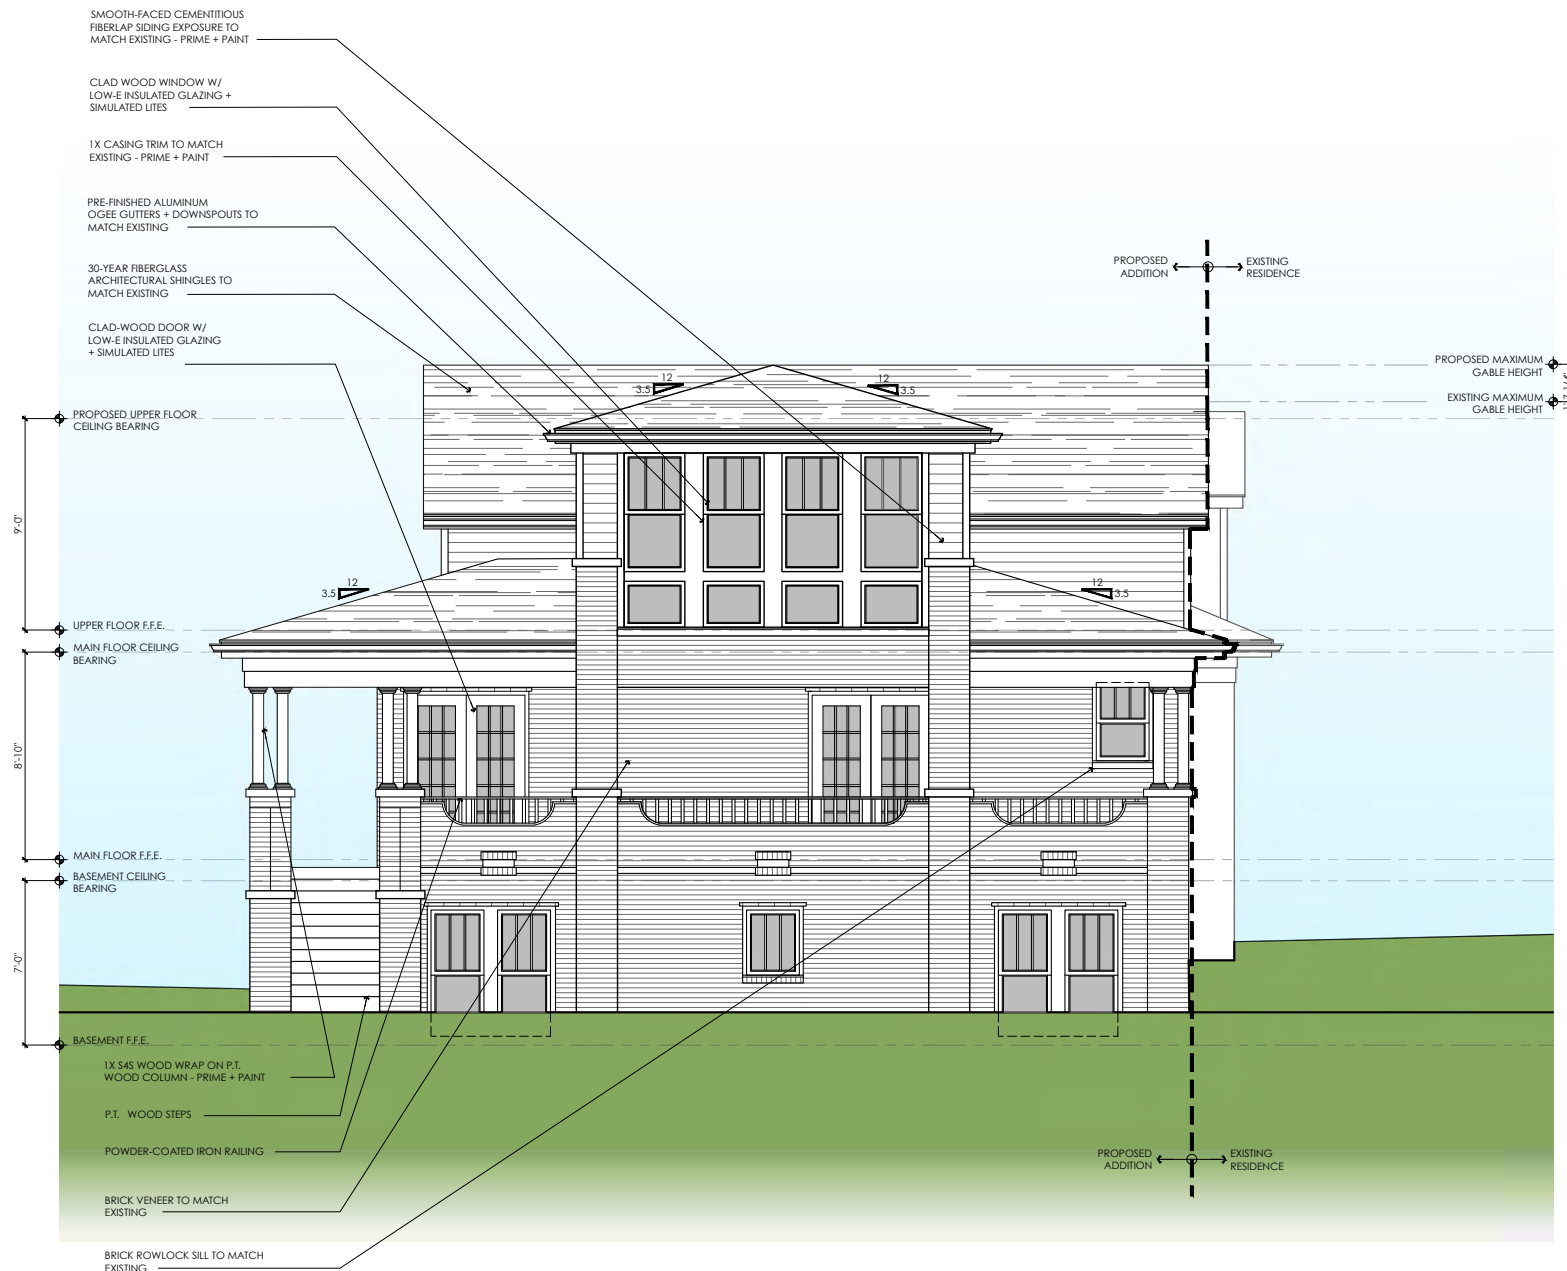 SMOOTH-FACED CEMENTITIOUS
FIBERLAP SIDING EXPOSURE TO
MATCH EXISTING - PRIME + PAINT
CLAD WOOD WINDOW W/
LOW-E INSULATED GLAZING +
SIMULATED LITES
1X CASING TRIM TO MATCH
EXISTING - PRIME + PAINT
PRE-FINISHED ALUMINUM
OGEE GUTTERS + DOWNSPOUTS TO
MATCH EXISTING
30-YEAR FIBERGLASS
ARCHITECTURAL SHINGLES TO
MATCH EXISTING
CLAD-WOOD DOOR W/
LOW-E INSULATED GLAZING
+ SIMULATED LITES
PROPOSED
ADDITION
EXISTING
RESIDENCE
PROPOSED MAXIMUM
GABLE HEIGHT
EXISTING MAXIMUM
GABLE HEIGHT
12
3.5
12
3.5
PROPOSED UPPER FLOOR
CEILING BEARING
9'-0"
12
3.5
12
3.5
UPPER FLOOR F.F.E.
MAIN FLOOR CEILING
BEARING
8'-10"
MAIN FLOOR F.F.E.
BASEMENT CEILING
BEARING
7'-0"
BASEMENT F.F.E.
1X S4S WOOD WRAP ON P.T.
WOOD COLUMN - PRIME + PAINT
P.T. WOOD STEPS
POWDER-COATED IRON RAILING
BRICK VENEER TO MATCH
EXISTING
BRICK ROWLOCK SILL TO MATCH
EXISTING
PROPOSED
ADDITION
EXISTING
RESIDENCE